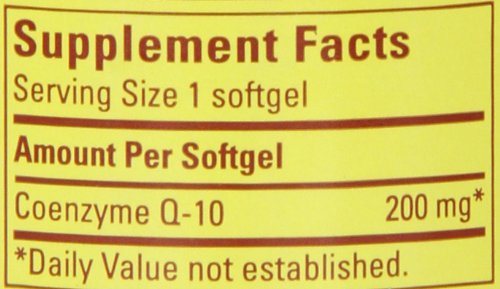 Supplement Facts
Serving Size 1 softgel
Amount Per Softgel
Coenzyme Q-10 200 mg*
*Daily Value not established.